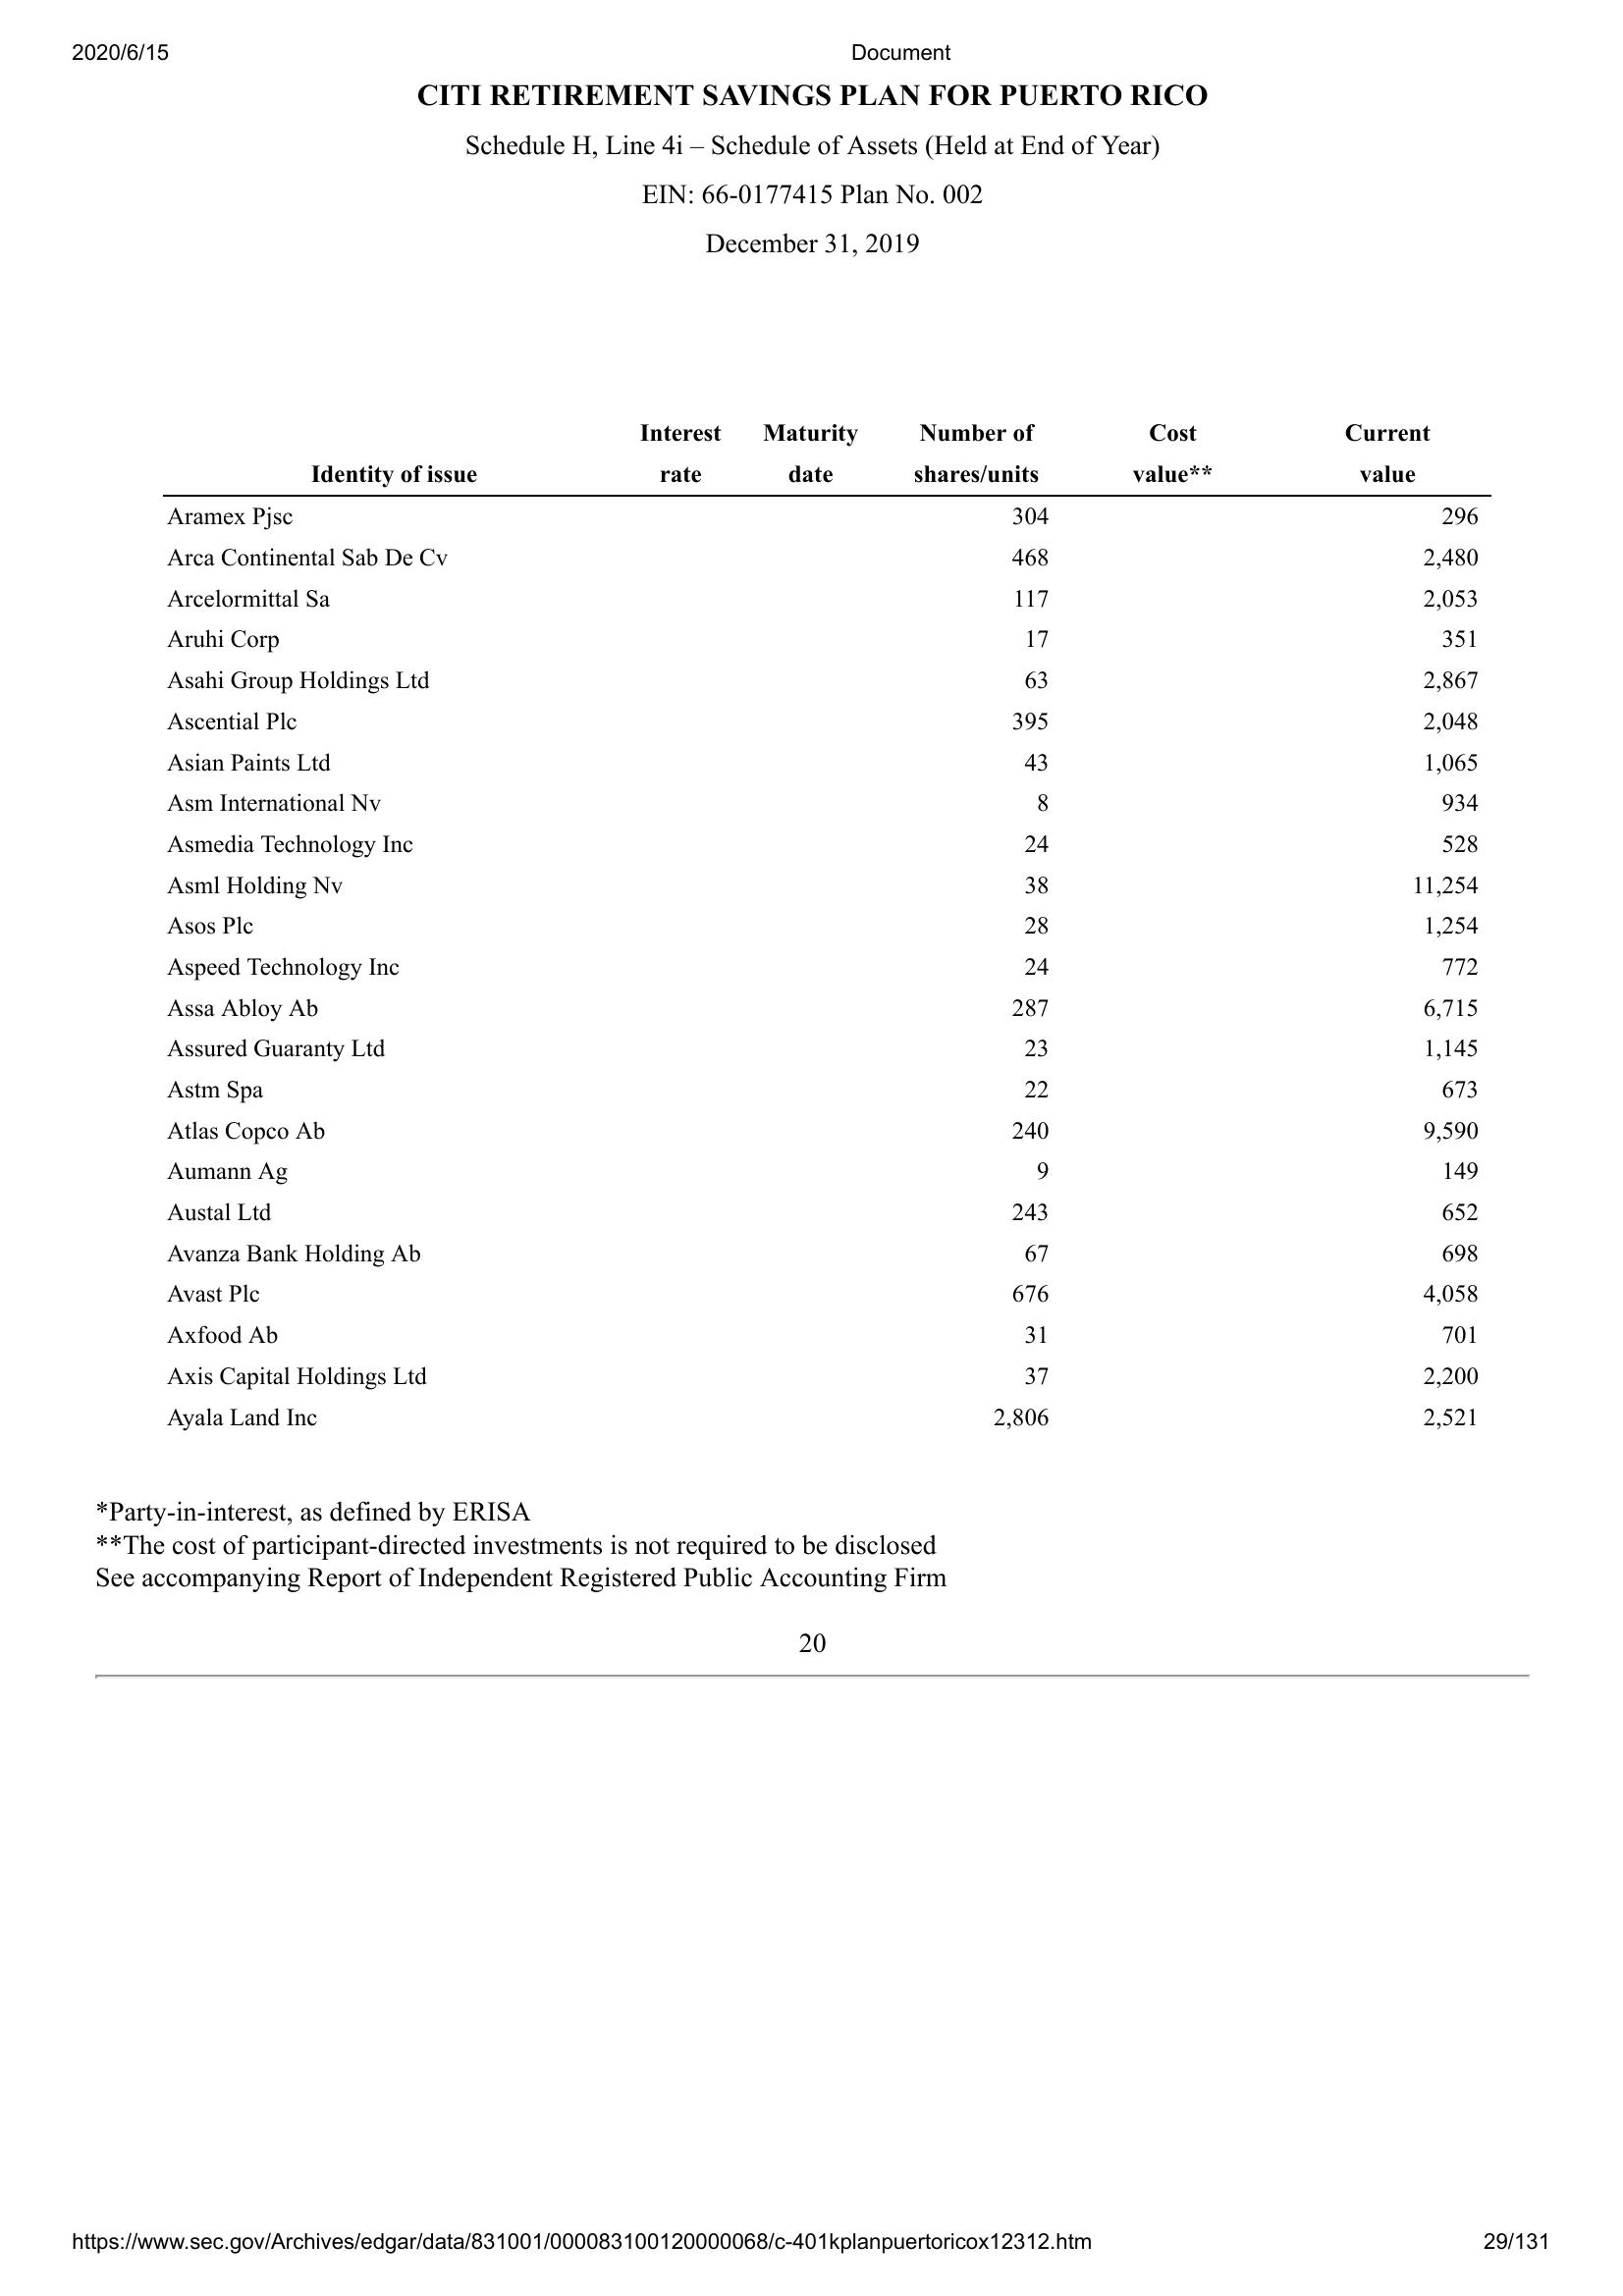 2020/6/15 Document
CITI RETIREMENT SAVINGS PLAN FOR PUERTO RICO
Schedule H, Line 4i – Schedule of Assets (Held at End of Year)
EIN: 66-0177415 Plan No. 002
December 31, 2019
Interest Maturity Number of Cost Current
Identity of issue rate date shares/units value** value
Aramex Pjsc 304 296
Arca Continental Sab De Cv 468 2,480
Arcelormittal Sa 117 2,053
Aruhi Corp 17 351
Asahi Group Holdings Ltd 63 2,867
Ascential Plc 395 2,048
Asian Paints Ltd 43 1,065
Asm International Nv 8 934
Asmedia Technology Inc 24 528
Asml Holding Nv 38 11,254
Asos Plc 28 1,254
Aspeed Technology Inc 24 772
Assa Abloy Ab 287 6,715
Assured Guaranty Ltd 23 1,145
Astm Spa 22 673
Atlas Copco Ab 240 9,590
Aumann Ag 9 149
Austal Ltd 243 652
Avanza Bank Holding Ab 67 698
Avast Plc 676 4,058
Axfood Ab 31 701
Axis Capital Holdings Ltd 37 2,200
Ayala Land Inc 2,806 2,521
*Party-in-interest, as defined by ERISA
**The cost of participant-directed investments is not required to be disclosed
See accompanying Report of Independent Registered Public Accounting Firm
20
https://www.sec.gov/Archives/edgar/data/831001/000083100120000068/c-401kplanpuertoricox12312.htm 29/131